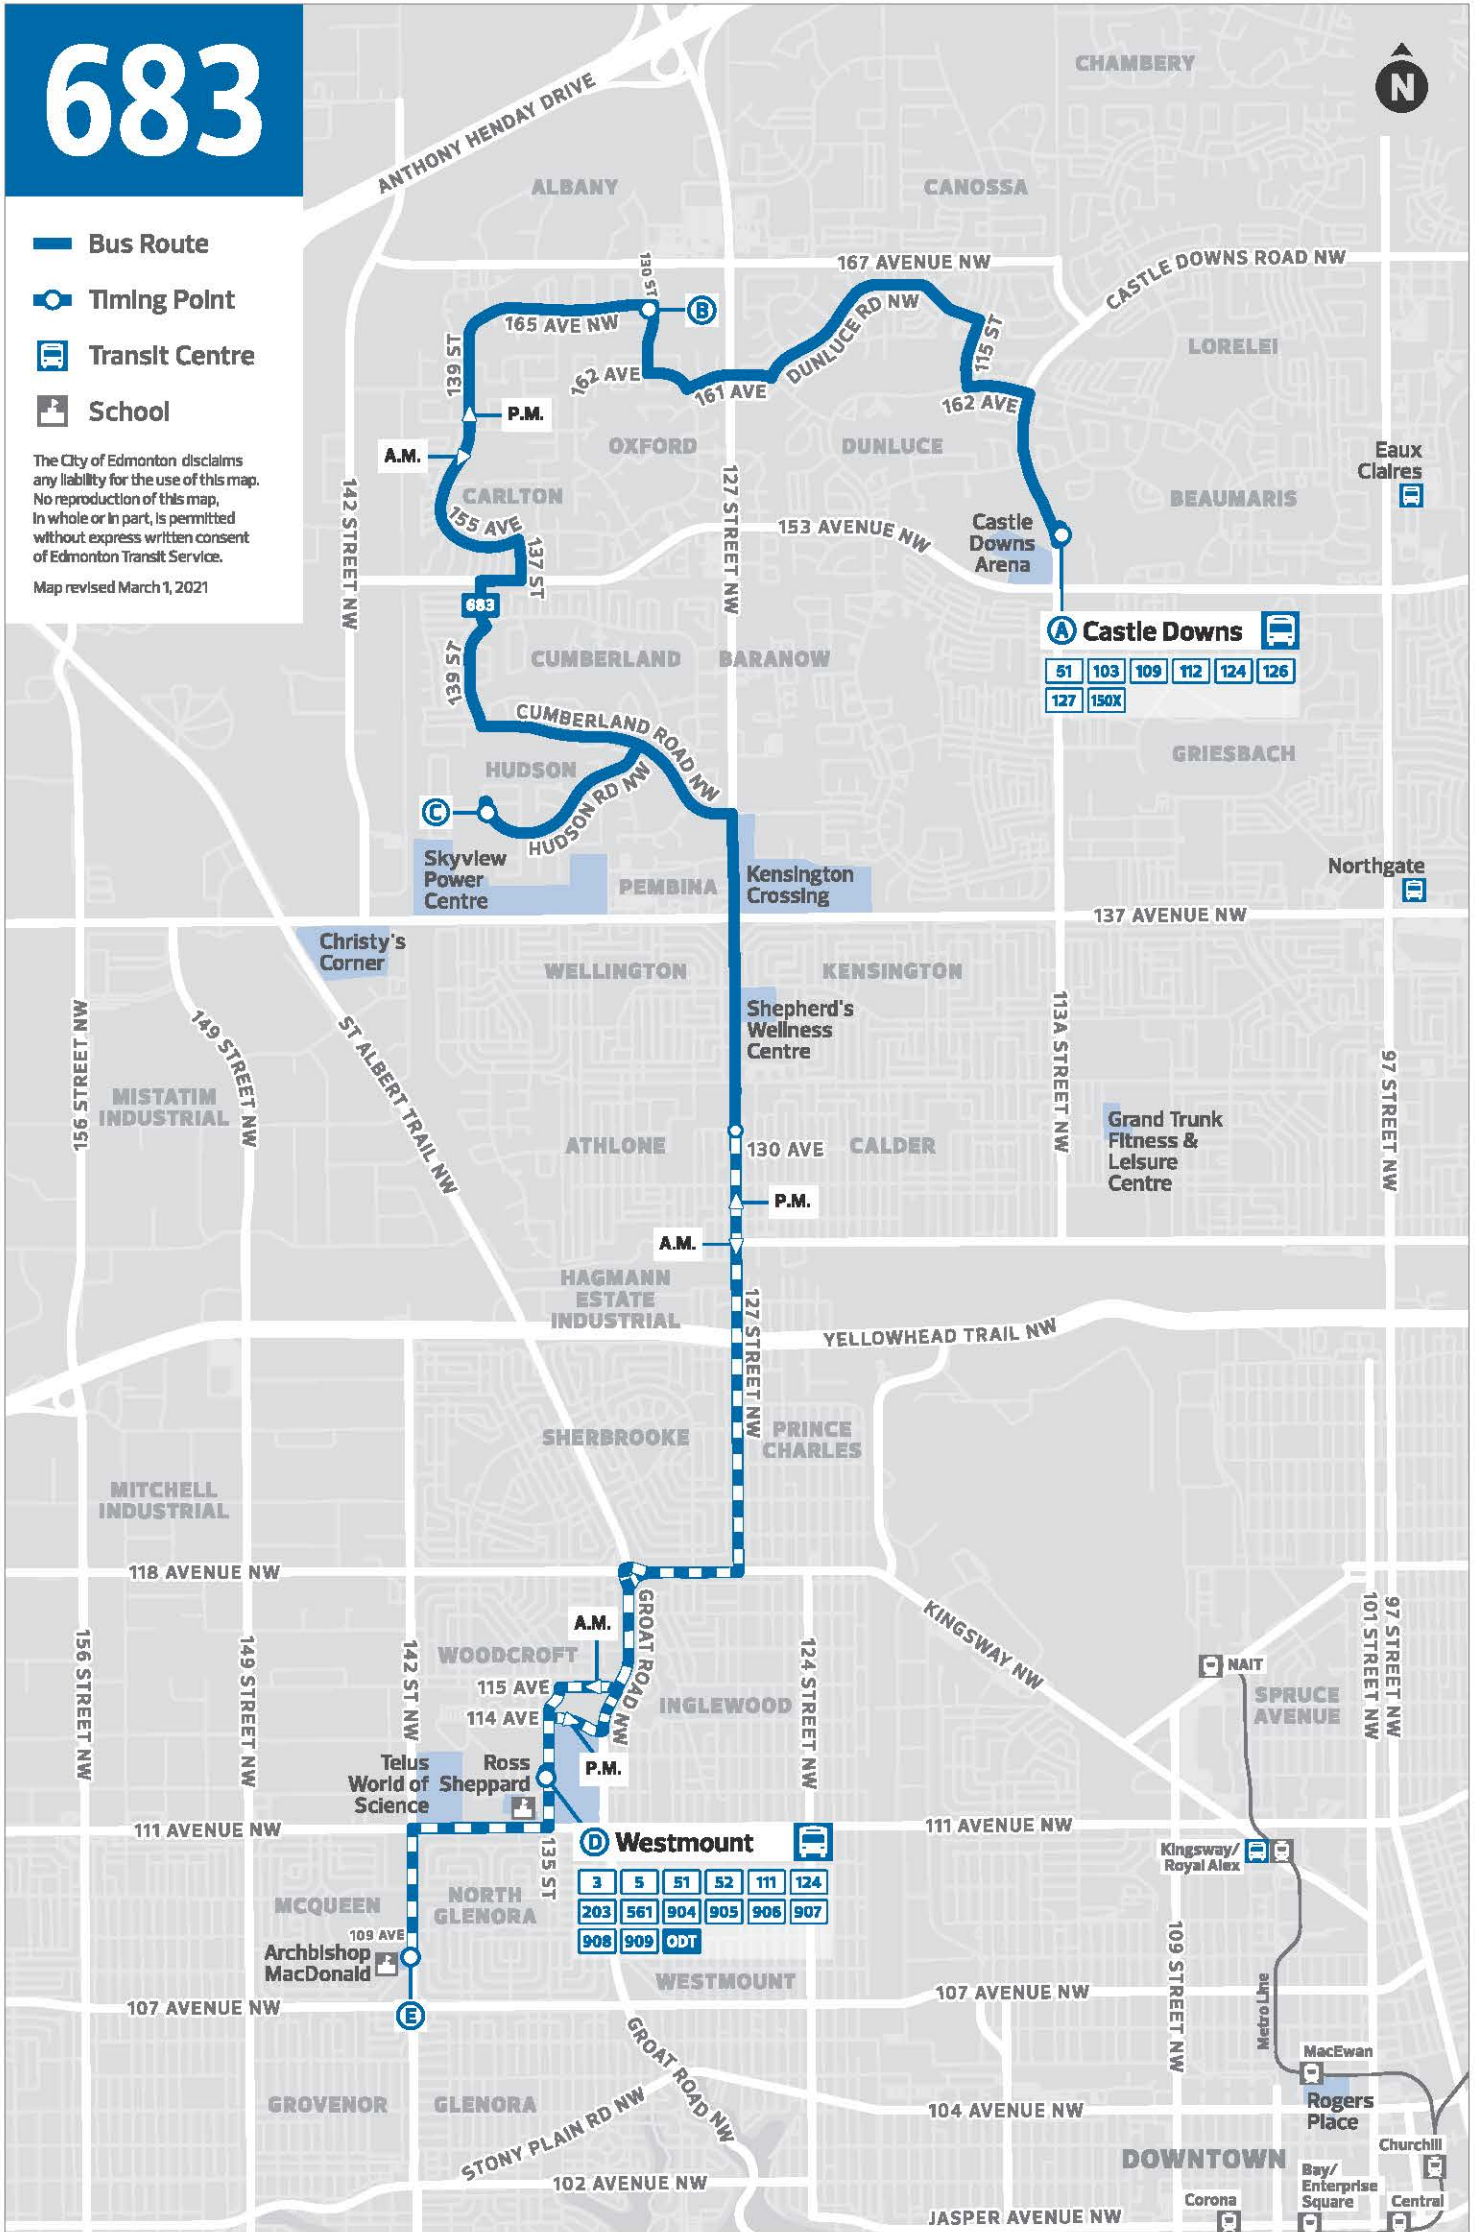 683
Bus Route
Timing Point
Transit Centre
School
The City of Edmonton disclaims
any liability for the use of this map.
No reproduction of this map,
in whole or in part, is permitted
without express written consent
of Edmonton Transit Service.
Map revised March 1, 2021
N
CHAMBERY
ANTHONY HENDAY DRIVE
ALBANY
CANOSSA
130 ST
167 AVENUE NW
CASTLE DOWNS ROAD NW
B
165 AVE NW
DUNLUCE RD NW
115 ST
LORELEI
139 ST
162 AVE
161 AVE
162 AVE
P.M.
A.M.
OXFORD
DUNLUCE
Eaux
Claires
CARLTON
BEAUMARIS
142 STREET NW
155 AVE
137 ST
127 STREET NW
153 AVENUE NW
Castle
Downs
Arena
683
A Castle Downs
51 103 109 112 124 126
127 150X
139 ST
CUMBERLAND
BARANOW
CUMBERLAND ROAD NW
GRIESBACH
HUDSON
C
HUDSON RD NW
Skyview
Power
Centre
PEMBINA
Kensington
Crossing
Northgate
137 AVENUE NW
Christy's
Corner
WELLINGTON
KENSINGTON
Shepherd's
Wellness
Centre
156 STREET NW
149 STREET NW
ST ALBERT TRAIL NW
113A STREET NW
97 STREET NW
MISTATIM
INDUSTRIAL
Grand Trunk
Fitness &
Leisure
Centre
ATHLONE
130 AVE
CALDER
P.M.
A.M.
HAGMANN
ESTATE
INDUSTRIAL
127 STREET NW
YELLOWHEAD TRAIL NW
SHERBROOKE
PRINCE
CHARLES
MITCHELL
INDUSTRIAL
118 AVENUE NW
GROAT ROAD NW
KINGSWAY NW
101 STREET NW
97 STREET NW
A.M.
156 STREET NW
149 STREET NW
142 ST NW
WOODCROFT
124 STREET NW
NAIT
115 AVE
INGLEWOOD
SPRUCE
AVENUE
114 AVE
P.M.
Telus
World of
Science
Ross
Sheppard
111 AVENUE NW
111 AVENUE NW
135 ST
D Westmount
3 5 51 52 111 124
203 561 904 905 906 907
908 909 ODT
Kingsway/
Royal Alex
MCQUEEN
NORTH
GLENORA
109 AVE
Archbishop
MacDonald
WESTMOUNT
109 STREET NW
107 AVENUE NW
E
107 AVENUE NW
Metro Line
GROAT ROAD NW
MacEwan
Rogers
Place
GROVENOR
GLENORA
104 AVENUE NW
STONY PLAIN RD NW
DOWNTOWN
Churchill
102 AVENUE NW
Bay/
Enterprise
Square
Corona
Central
JASPER AVENUE NW